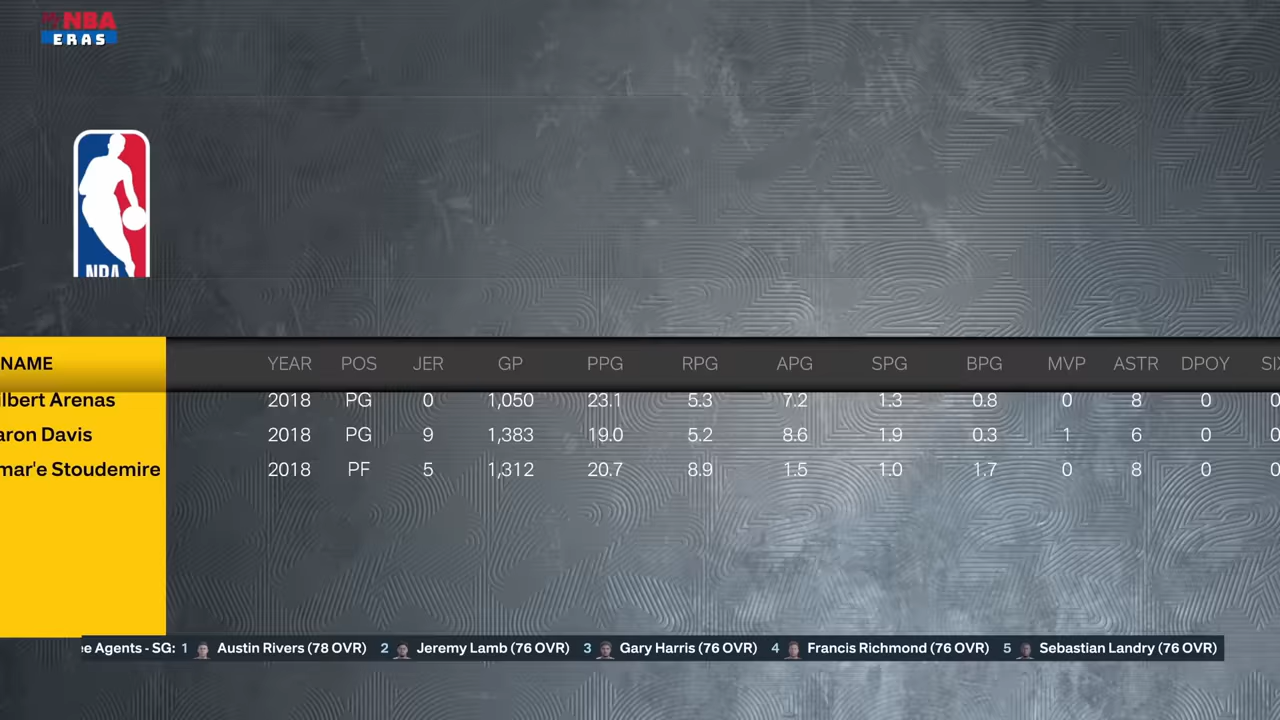 NBA
ERAS
NBA
NAME YEAR POS JER GP PPG RPG APG SPG BPG MVP ASTR DPOY SI
lbert Arenas 2018 PG 0 1,050 23.1 5.3 7.2 1.3 0.8 0 8 0 0
aron Davis 2018 PG 9 1,383 19.0 5.2 8.6 1.9 0.3 1 6 0 0
mar'e Stoudemire 2018 PF 5 1,312 20.7 8.9 1.5 1.0 1.7 0 8 0 0
e Agents - SG: 1 Austin Rivers (78 OVR) 2 Jeremy Lamb (76 OVR) 3 Gary Harris (76 OVR) 4 Francis Richmond (76 OVR) 5 Sebastian Landry (76 OVR)